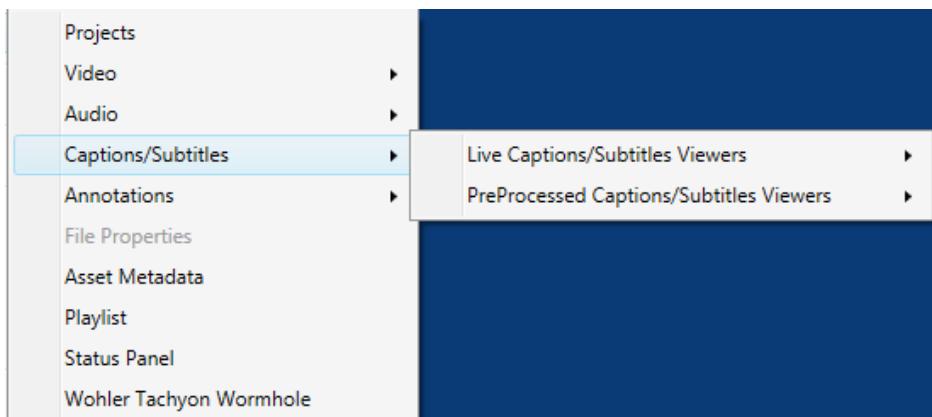 Projects
Video
Audio
Captions/Subtitles
Live Captions/Subtitles Viewers
Annotations
PreProcessed Captions/Subtitles Viewers
File Properties
Asset Metadata
Playlist
Status Panel
Wohler Tachyon Wormhole